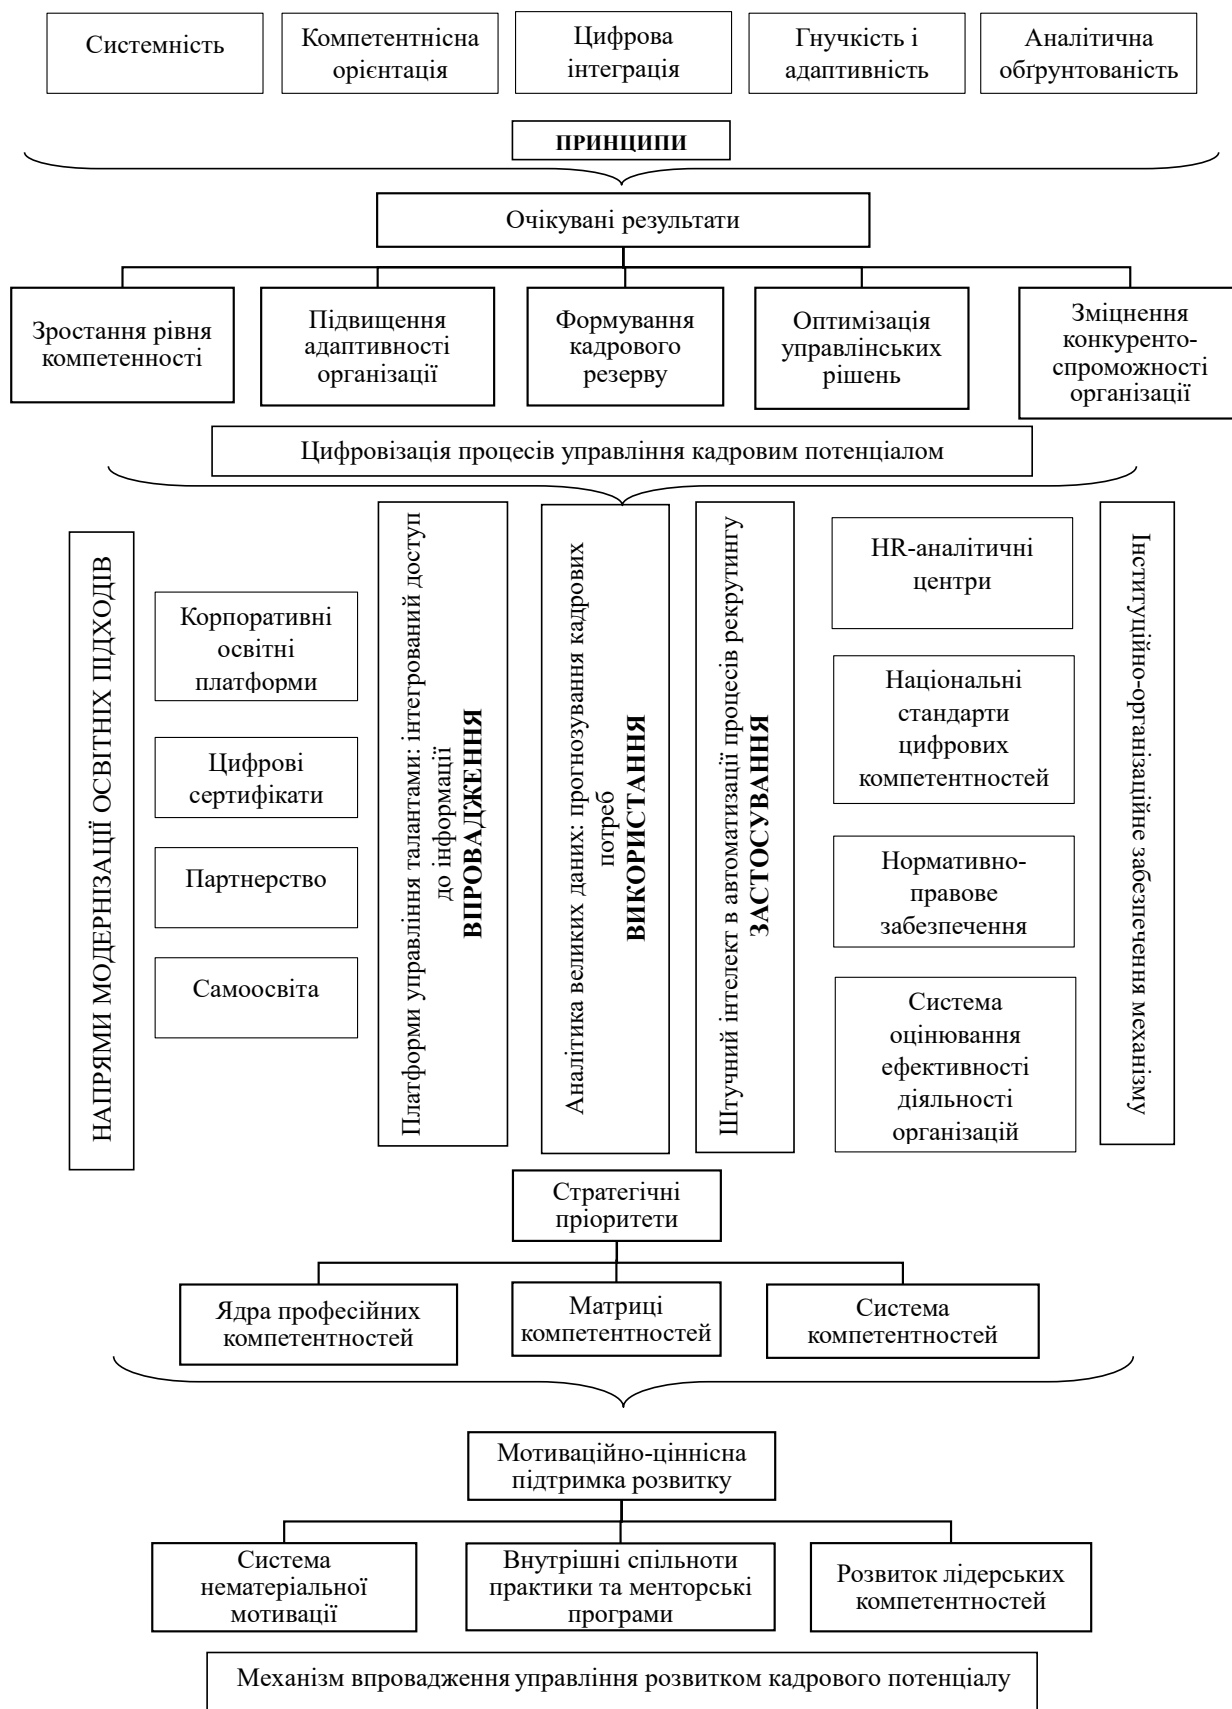 Системність
Компетентнісна
орієнтація
Цифрова
інтеграція
Гнучкість і
адаптивність
Аналітична
обґрунтованість
ПРИНЦИПИ
Очікувані результати
Зростання рівня
компетенності
Підвищення
адаптивності
організації
Формування
кадрового
резерву
Оптимізація
управлінських
рішень
Зміцнення
конкуренто-
спроможності
організації
Цифровізація процесів управління кадровим потенціалом
НАПРЯМИ МОДЕРНІЗАЦІЇ ОСВІТНІХ ПІДХОДІВ
Корпоративні
освітні
платформи
Цифрові
сертифікати
Партнерство
Самоосвіта
Платформи управління талантами: інтегрований доступ
до інформації
ВПРОВАДЖЕННЯ
Аналітика великих даних: прогнозування кадрових
потреб
ВИКОРИСТАННЯ
Штучний інтелект в автоматизації процесів рекрутингу
ЗАСТОСУВАННЯ
HR-аналітичні
центри
Національні
стандарти
цифрових
компетентностей
Нормативно-
правове
забезпечення
Система
оцінювання
ефективності
діяльності
організацій
Інституційно-організаційне забезпечення механізму
Стратегічні
пріоритети
Ядра професійних
компетентностей
Матриці
компетентностей
Система
компетентностей
Мотиваційно-ціннісна
підтримка розвитку
Система
нематеріальної
мотивації
Внутрішні спільноти
практики та менторські
програми
Розвиток лідерських
компетентностей
Механізм впровадження управління розвитком кадрового потенціалу